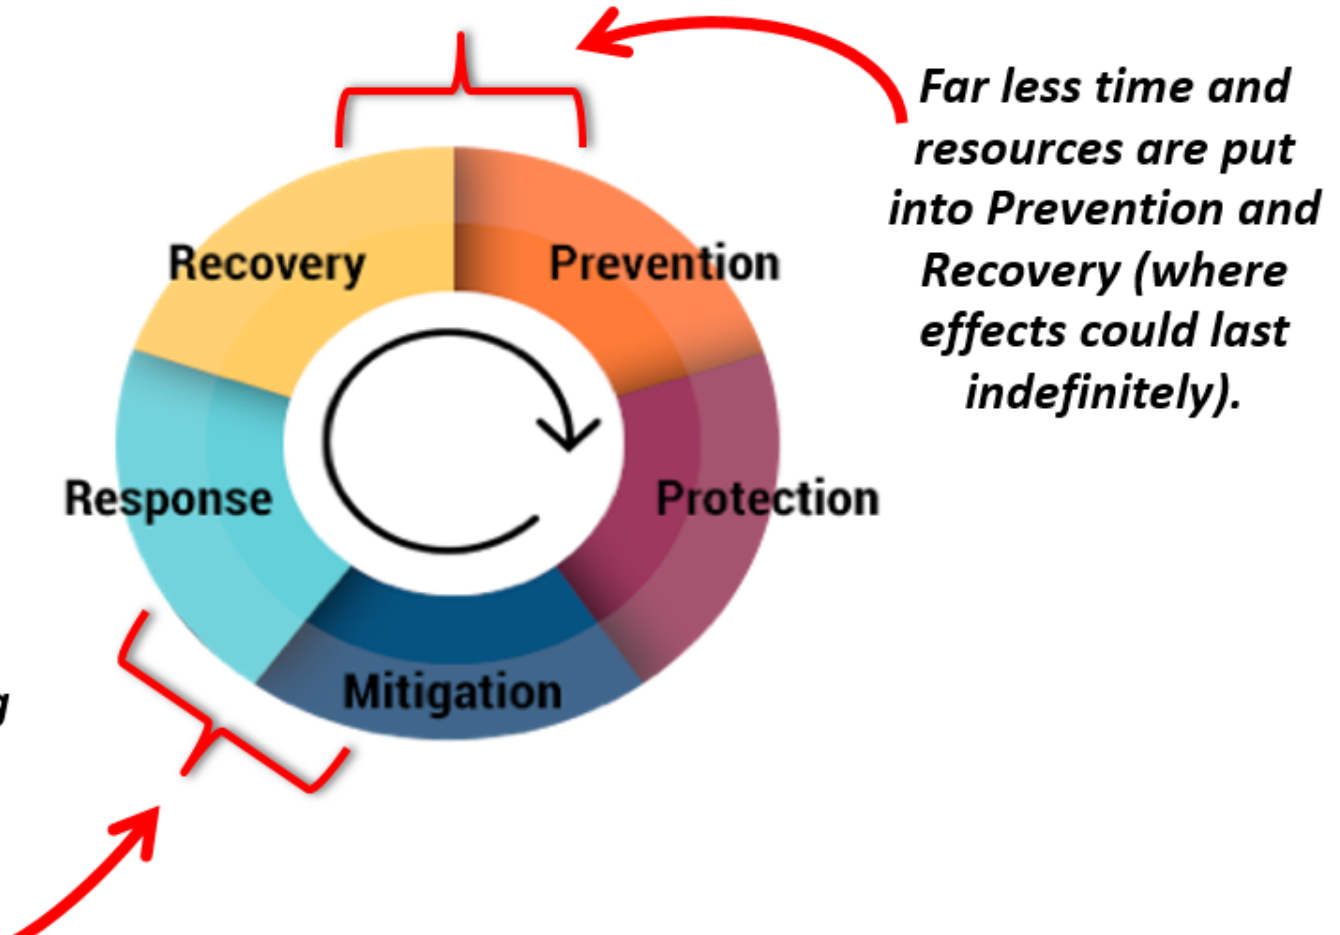 Far less time and
resources are put
into Prevention and
Recovery (where
effects could last
indefinitely).
Recovery
Prevention
Response
Protection
Mitigation